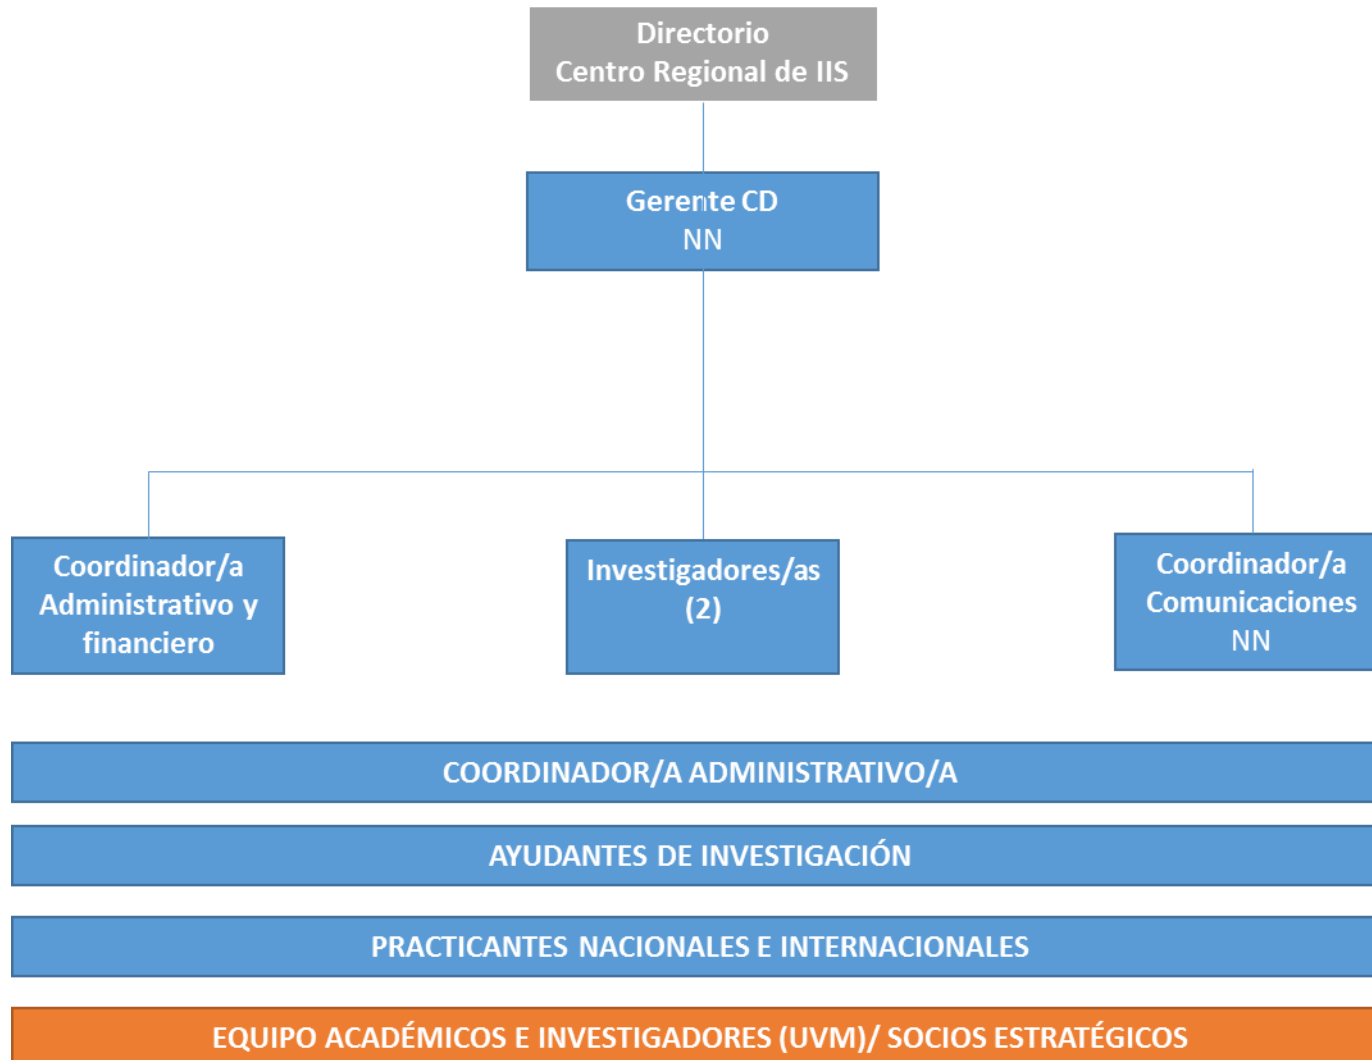 Directorio
Centro Regional de IIS
Gerente CD
NN
Coordinador/a
Administrativo y
financiero
Investigadores/as
(2)
Coordinador/a
Comunicaciones
NN
COORDINADOR/A ADMINISTRATIVO/A
AYUDANTES DE INVESTIGACIÓN
PRACTICANTES NACIONALES E INTERNACIONALES
EQUIPO ACADÉMICOS E INVESTIGADORES (UVM)/ SOCIOS ESTRATÉGICOS